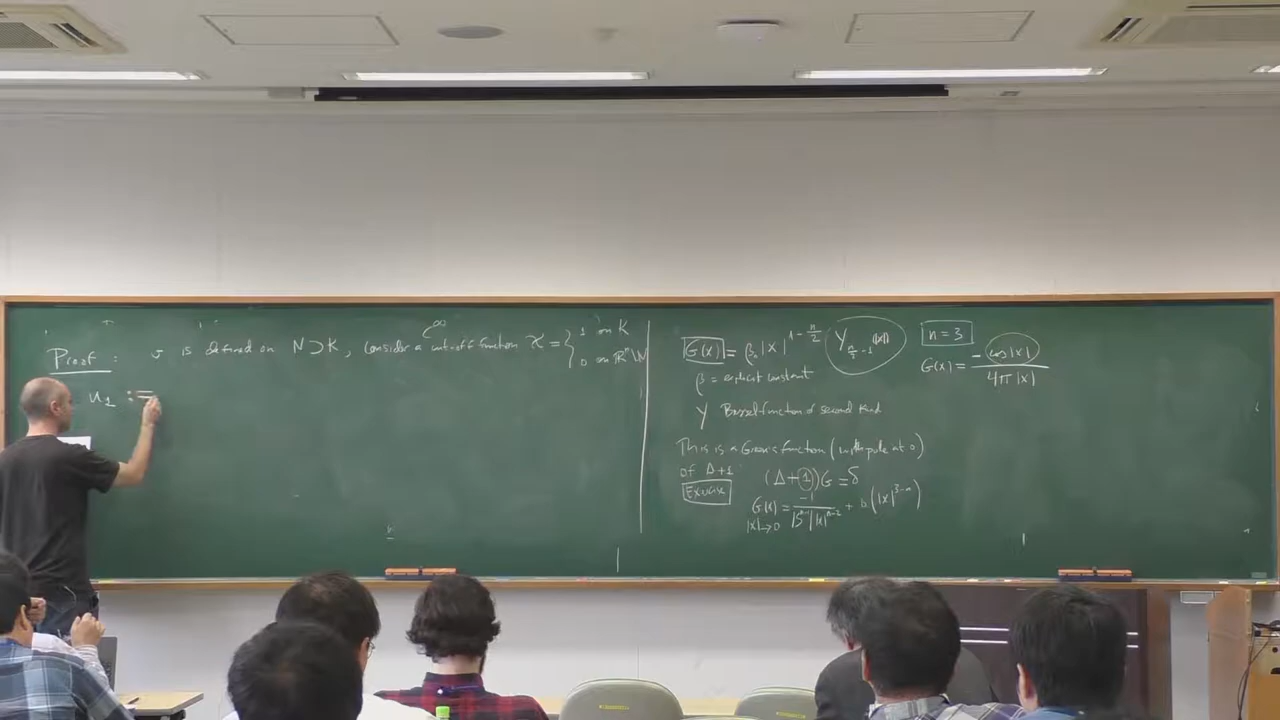 Proof : v is defined on N⊃K, consider a C^∞ cut-off function χ = { 1 on K
0 on ℝⁿ\N
u₁ :=
G(x) = β |x|^{1-n/2} Y_{n/2-1}(|x|)
β = explicit constant
Y Bessel function of second kind
This is a Green's function (with pole at 0)
of Δ+1 (Δ+1)G = δ
Exercise
G(x) = -1/|S^{n-1}||x|^{n-2} + (|x|^{3-n})
|x|→0
n=3
G(x) = - cos|x| / 4π|x|